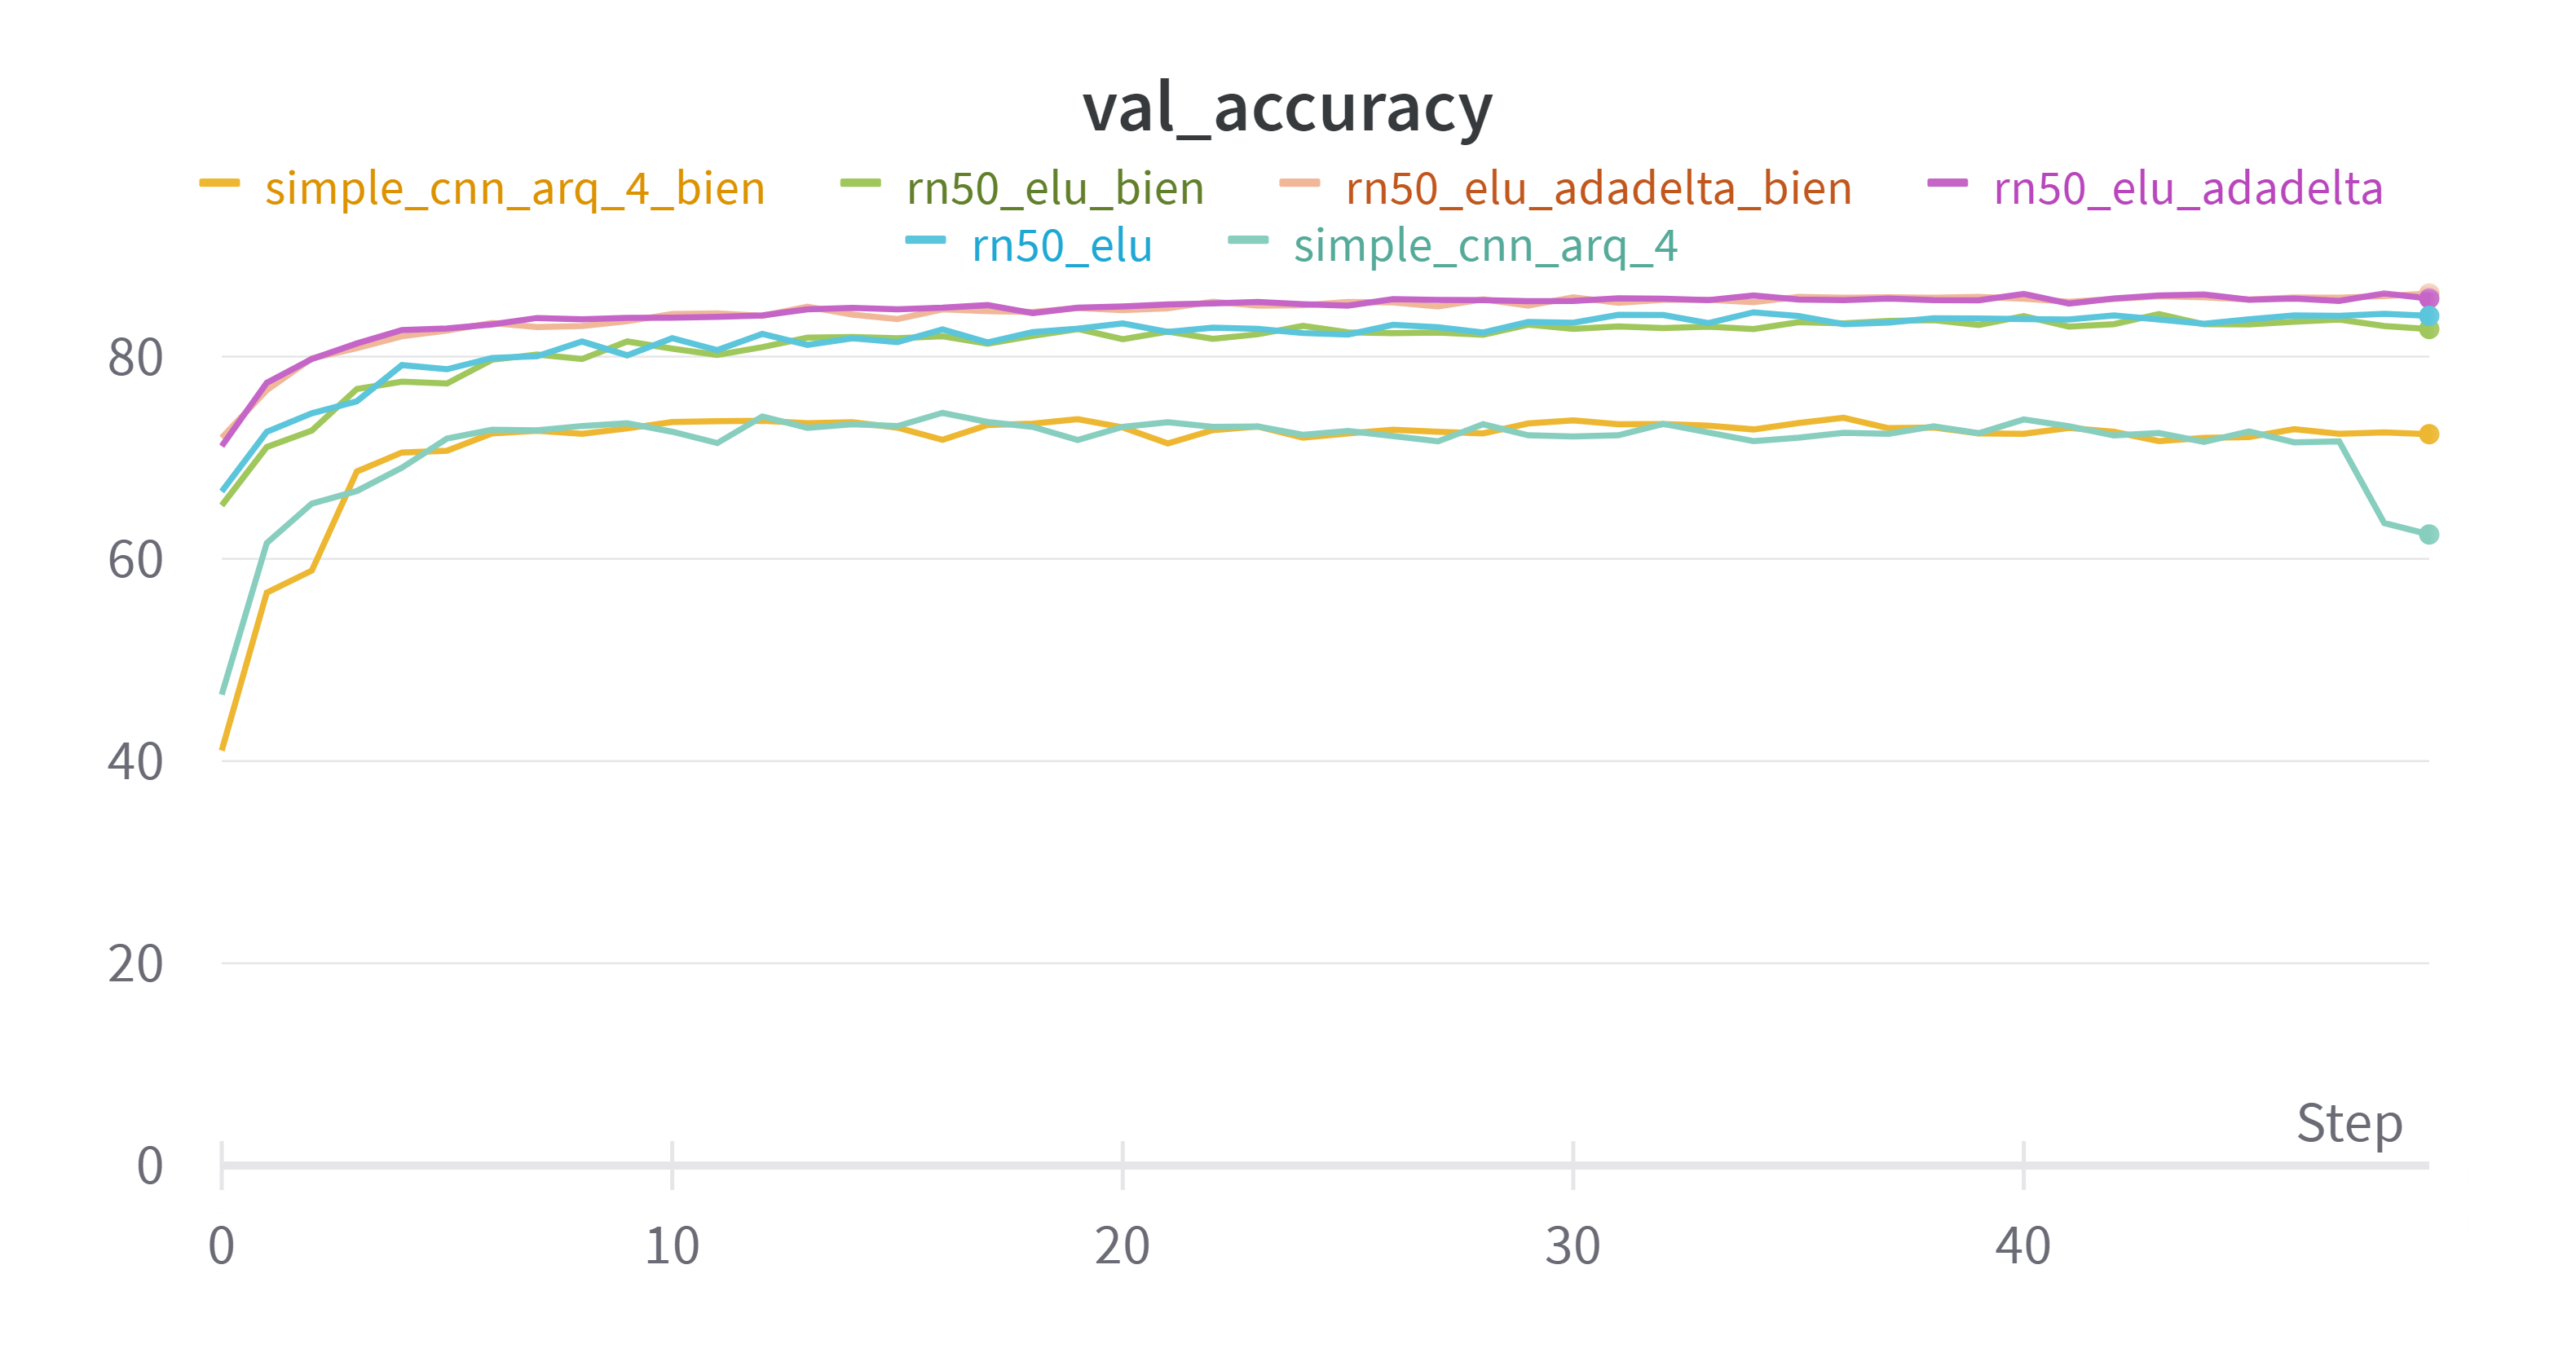 val_accuracy
simple_cnn_arq_4_bien rn50_elu_bien rn50_elu_adadelta_bien rn50_elu_adadelta
rn50_elu simple_cnn_arq_4
80
60
40
20
Step
0
0 10 20 30 40